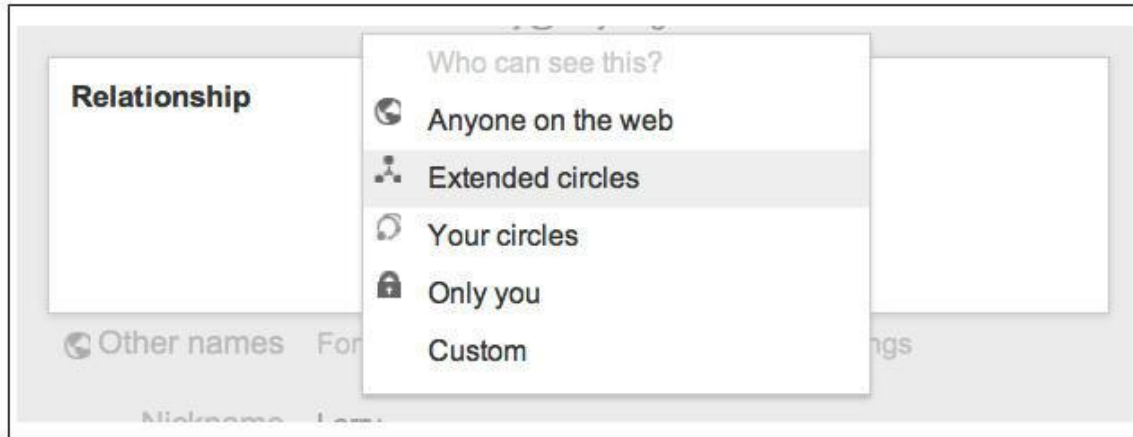 Who can see this?
Relationship
Anyone on the web
Extended circles
Your circles
Only you
Custom
Other names